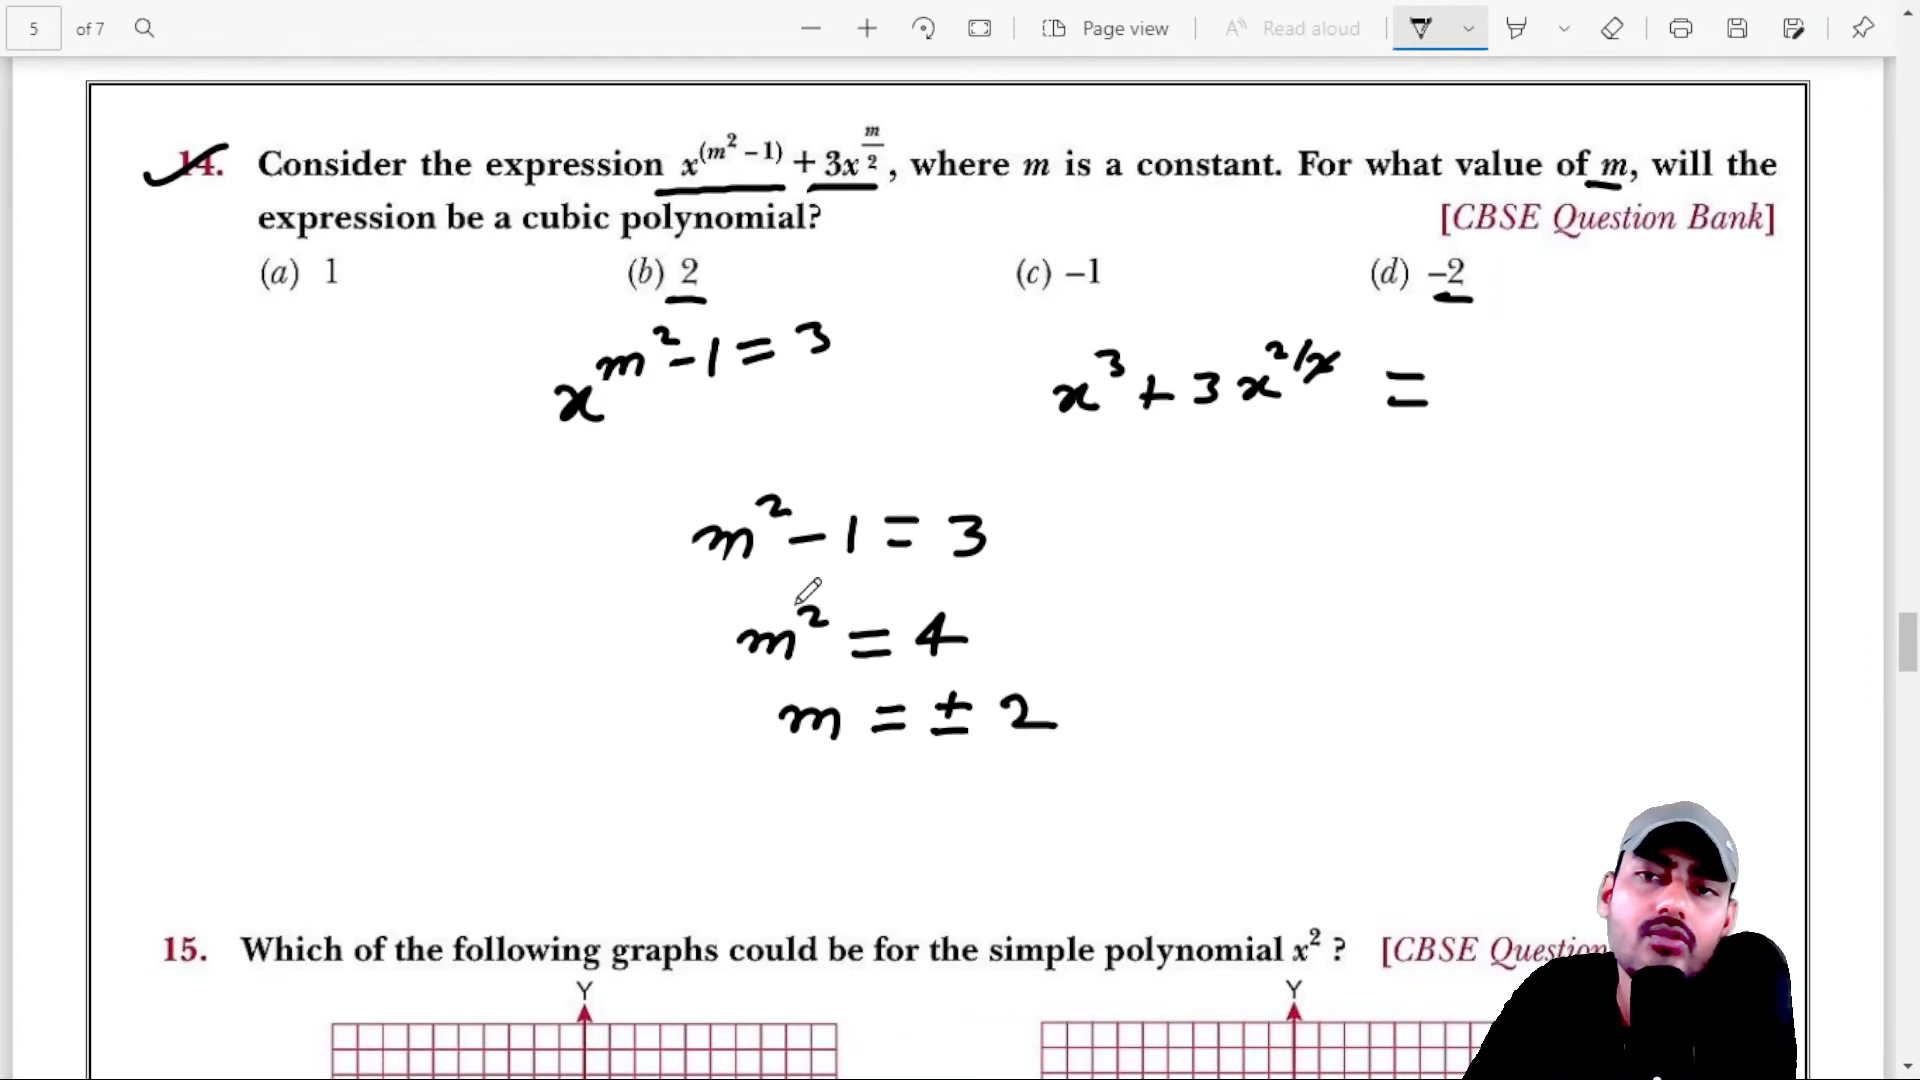 5 of 7 Page view Read aloud
14. Consider the expression x^(m²−1) + 3x^(m/2), where m is a constant. For what value of m, will the
expression be a cubic polynomial? [CBSE Question Bank]
(a) 1 (b) 2 (c) –1 (d) –2
x^(m²-1=3) x³ + 3x^(2/2) =
m² - 1 = 3
m² = 4
m = ± 2
15. Which of the following graphs could be for the simple polynomial x² ? [CBSE Question
Y Y